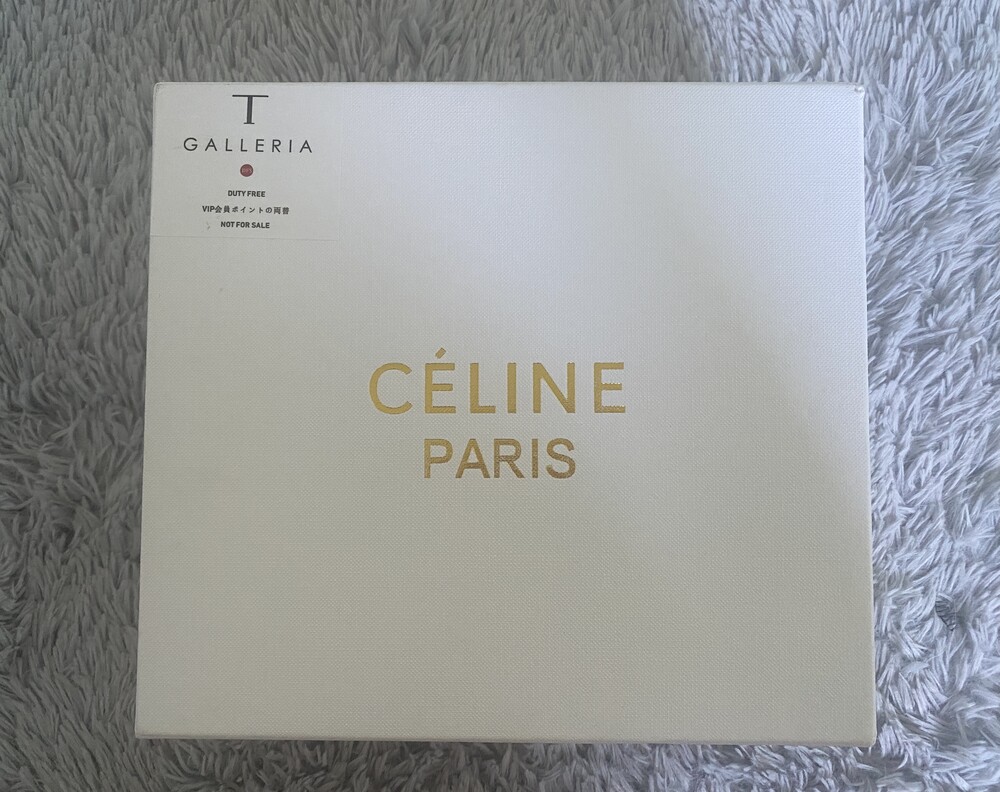 T
GALLERIA
DUTY FREE
VIP会員ポイントの両替
NOT FOR SALE
CÉLINE
PARIS